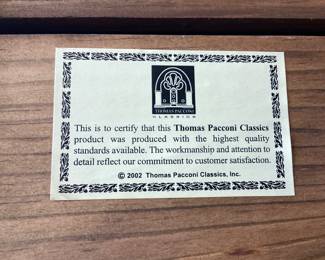 THOMAS PACCONI
CLASSICS
This is to certify that this Thomas Pacconi Classics
product was produced with the highest quality
standards available. The workmanship and attention to
detail reflect our commitment to customer satisfaction.
© 2002 Thomas Pacconi Classics, Inc.